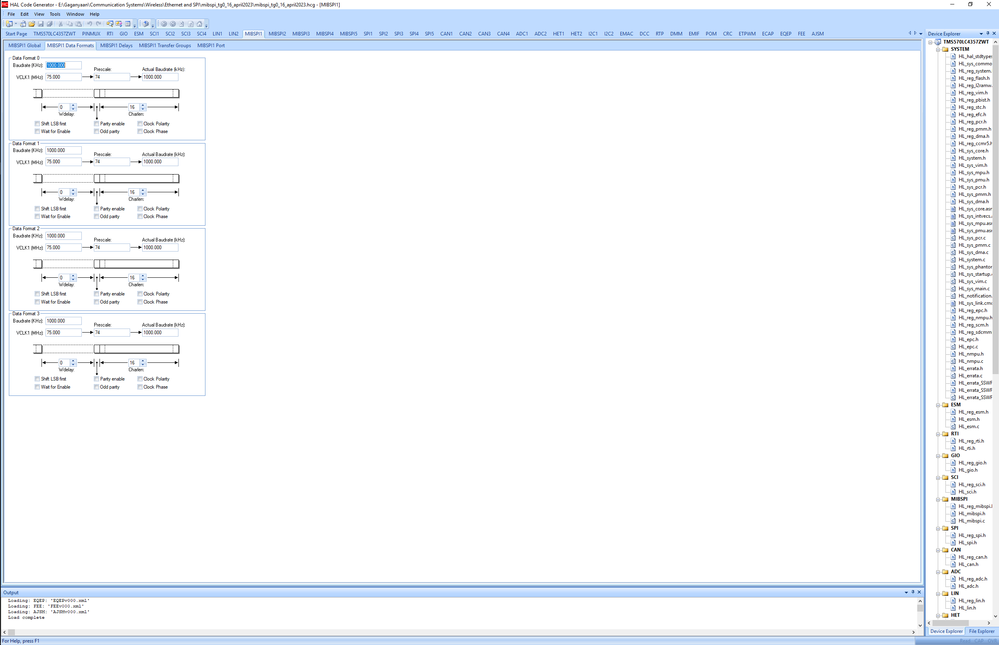 HAL Code Generator - E:\Gaganyaan\Communication Systems\Wireless\Ethernet and SPI\mibspi_tg0_16_april2023\mibspi_tg0_16_april2023.hcg - [MIBSPI1]
File Edit View Tools Window Help
Start Page TMS570LC4357ZWT PINMUX RTI GIO ESM SCI1 SCI2 SCI3 SCI4 LIN1 LIN2 MIBSPI1 MIBSPI2 MIBSPI3 MIBSPI4 MIBSPI5 SPI1 SPI2 SPI3 SPI4 SPI5 CAN1 CAN2 CAN3 CAN4 ADC1 ADC2 HET1 HET2 I2C1 I2C2 EMAC DCC RTP DMM EMIF POM CRC ETPWM ECAP EQEP FEE AJSM
MIBSPI1 Global MIBSPI1 Data Formats MIBSPI1 Delays MIBSPI1 Transfer Groups MIBSPI1 Port
Data Format 0
Baudrate (KHz): 1000.000
Prescale: Actual Baudrate (kHz):
VCLK1 (MHz): 75.000 74 1000.000
0 16
Wdelay: Charlen:
Shift LSB first Parity enable Clock Polarity
Wait for Enable Odd parity Clock Phase
Data Format 1
Baudrate (KHz): 1000.000
Prescale: Actual Baudrate (kHz):
VCLK1 (MHz): 75.000 74 1000.000
0 16
Wdelay: Charlen:
Shift LSB first Parity enable Clock Polarity
Wait for Enable Odd parity Clock Phase
Data Format 2
Baudrate (KHz): 1000.000
Prescale: Actual Baudrate (kHz):
VCLK1 (MHz): 75.000 74 1000.000
0 16
Wdelay: Charlen:
Shift LSB first Parity enable Clock Polarity
Wait for Enable Odd parity Clock Phase
Data Format 3
Baudrate (KHz): 1000.000
Prescale: Actual Baudrate (kHz):
VCLK1 (MHz): 75.000 74 1000.000
0 16
Wdelay: Charlen:
Shift LSB first Parity enable Clock Polarity
Wait for Enable Odd parity Clock Phase
Output
Loading: EQEP: 'EQEPv000.xml'
Loading: FEE: 'FEEv000.xml'
Loading: AJSM: 'AJSMv000.xml'
Load complete
For Help, press F1
Device Explorer
TMS570LC4357ZWT
SYSTEM
HL_hal_stdtypes
HL_sys_commo
HL_reg_system.
HL_reg_flash.h
HL_reg_l2ramw.
HL_reg_vim.h
HL_reg_pbist.h
HL_reg_stc.h
HL_reg_efc.h
HL_reg_pcr.h
HL_reg_pmm.h
HL_reg_dma.h
HL_reg_ccmr5.h
HL_sys_core.h
HL_system.h
HL_sys_vim.h
HL_sys_mpu.h
HL_sys_pmu.h
HL_sys_pcr.h
HL_sys_pmm.h
HL_sys_dma.h
HL_sys_core.asm
HL_sys_intvecs.a
HL_sys_mpu.asm
HL_sys_pmu.asm
HL_sys_pcr.c
HL_sys_pmm.c
HL_sys_dma.c
HL_system.c
HL_sys_phantom
HL_sys_startup.c
HL_sys_vim.c
HL_sys_main.c
HL_notification.
HL_sys_link.cmd
HL_reg_epc.h
HL_reg_nmpu.h
HL_reg_scm.h
HL_reg_sdcmm
HL_epc.h
HL_epc.c
HL_nmpu.h
HL_nmpu.c
HL_errata.h
HL_errata.c
HL_errata_SSWF
HL_errata_SSWF
HL_errata_SSWF
ESM
HL_reg_esm.h
HL_esm.h
HL_esm.c
RTI
HL_reg_rti.h
HL_rti.h
GIO
HL_reg_gio.h
HL_gio.h
SCI
HL_reg_sci.h
HL_sci.h
MIBSPI
HL_reg_mibspi.h
HL_mibspi.h
HL_mibspi.c
SPI
HL_reg_spi.h
HL_spi.h
CAN
HL_reg_can.h
HL_can.h
ADC
HL_reg_adc.h
HL_adc.h
LIN
HL_reg_lin.h
HL_lin.h
HET
Device Explorer File Explorer
Read CAP OVR